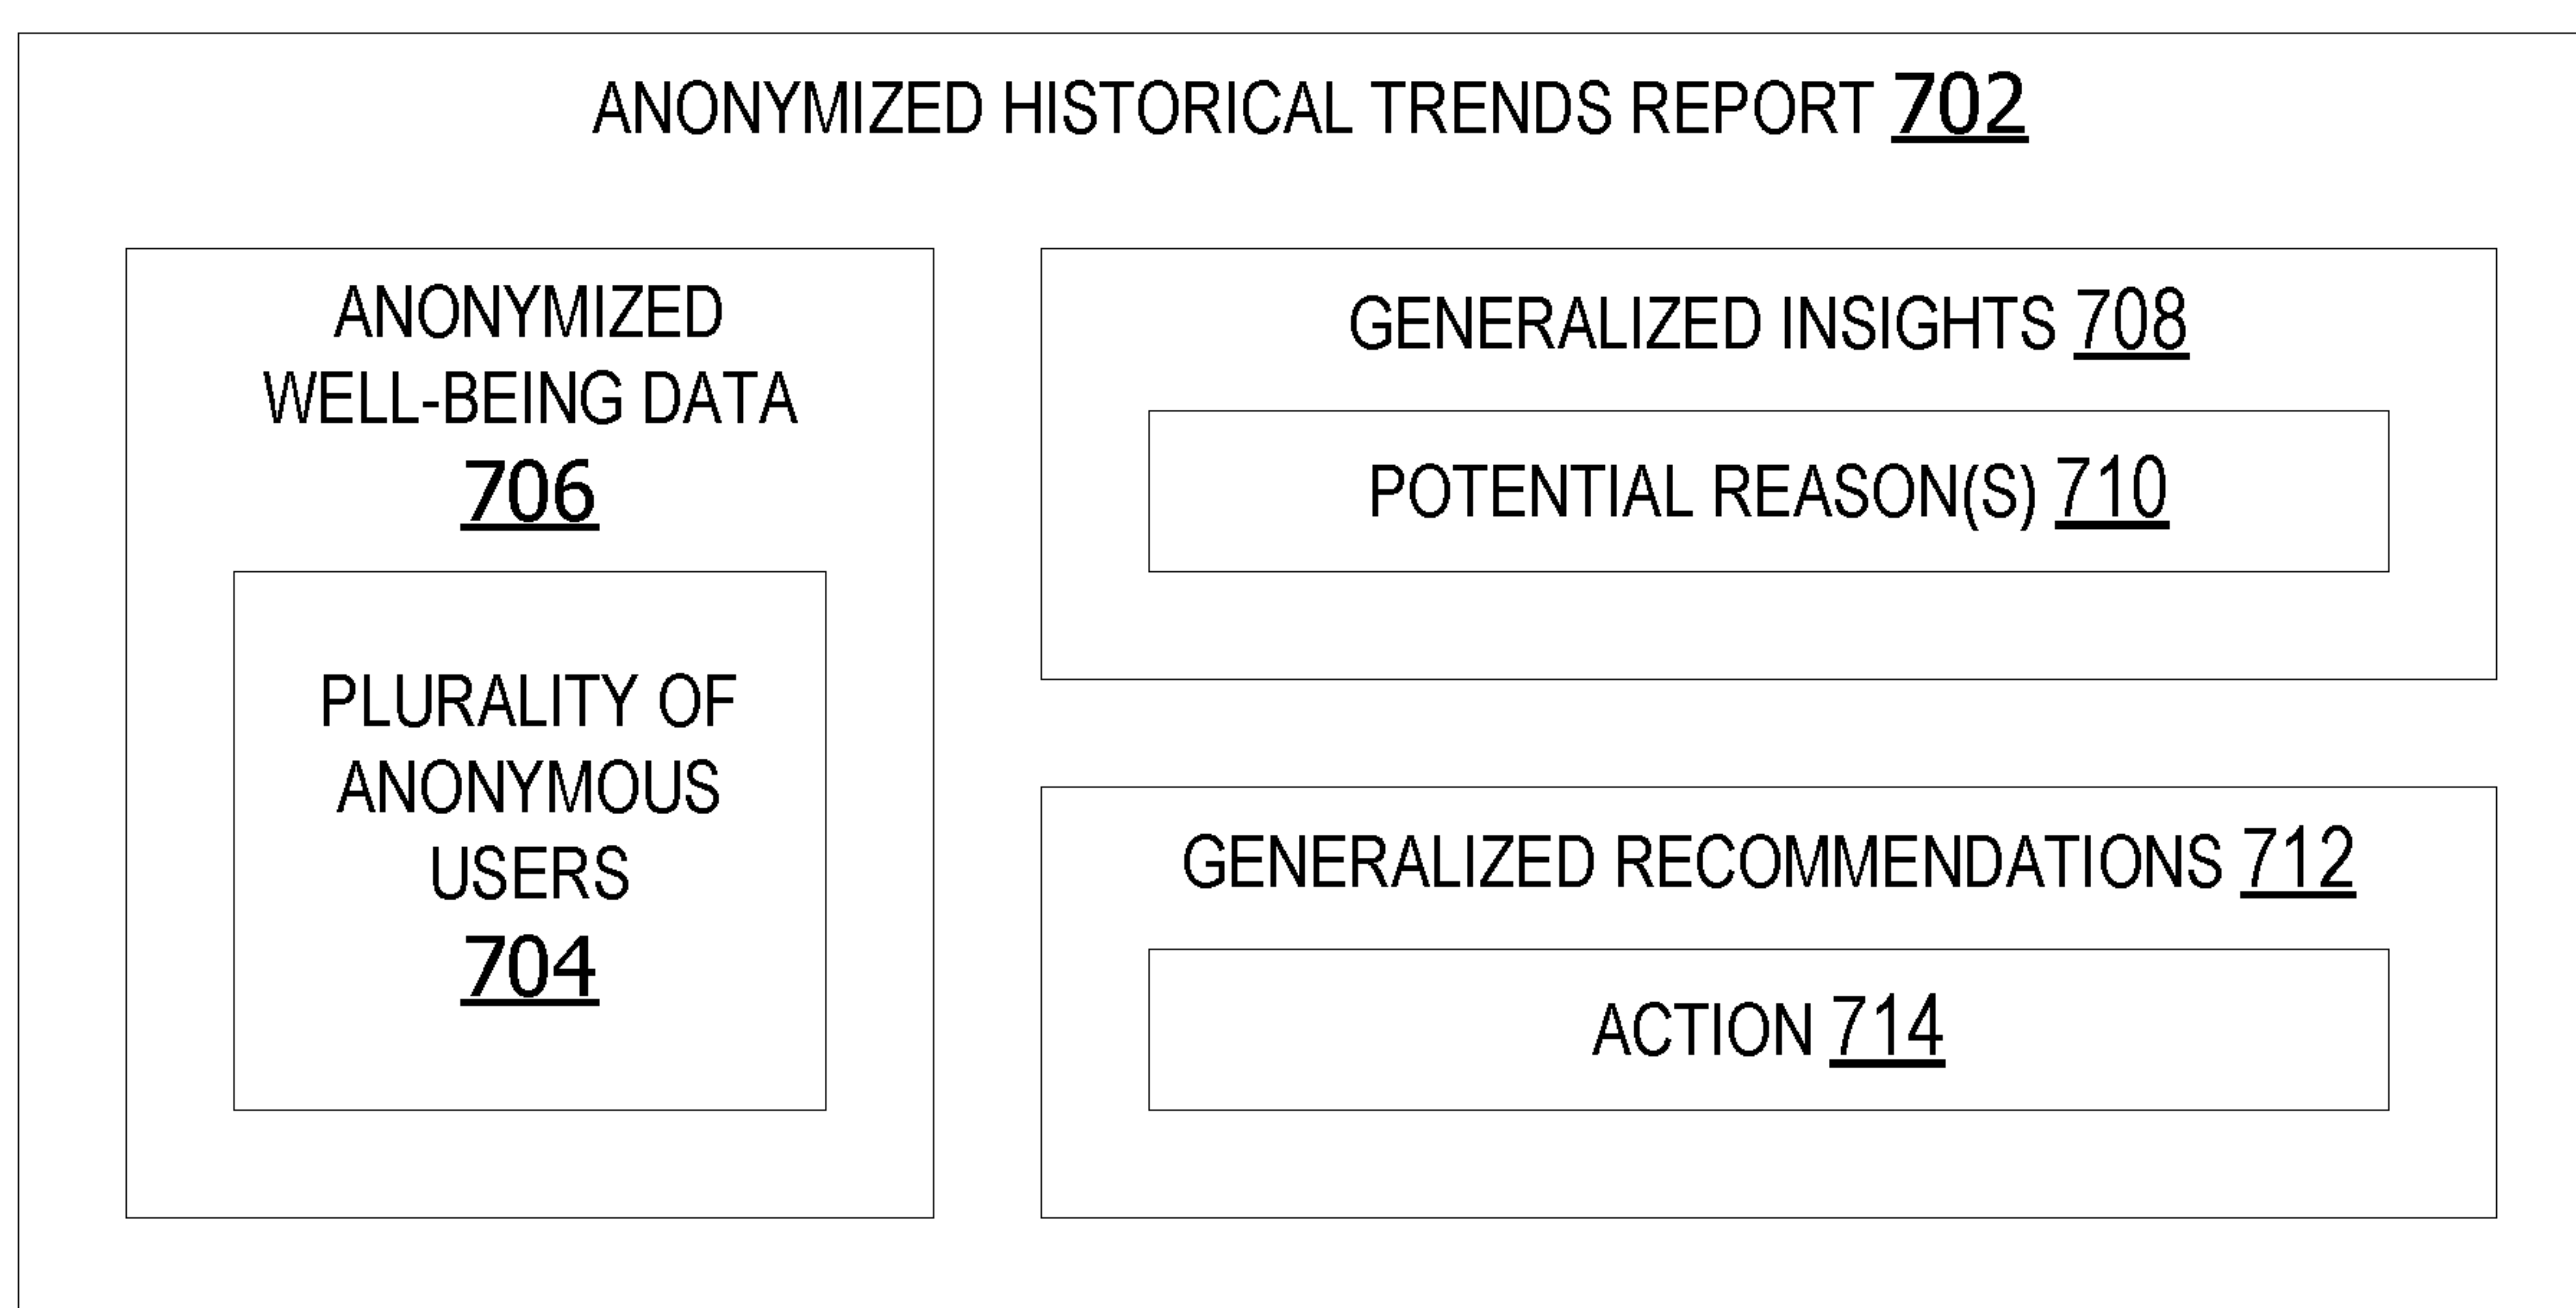 ANONYMIZED HISTORICAL TRENDS REPORT 702
ANONYMIZED
WELL-BEING DATA
706
PLURALITY OF
ANONYMOUS
USERS
704
GENERALIZED INSIGHTS 708
POTENTIAL REASON(S) 710
GENERALIZED RECOMMENDATIONS 712
ACTION 714